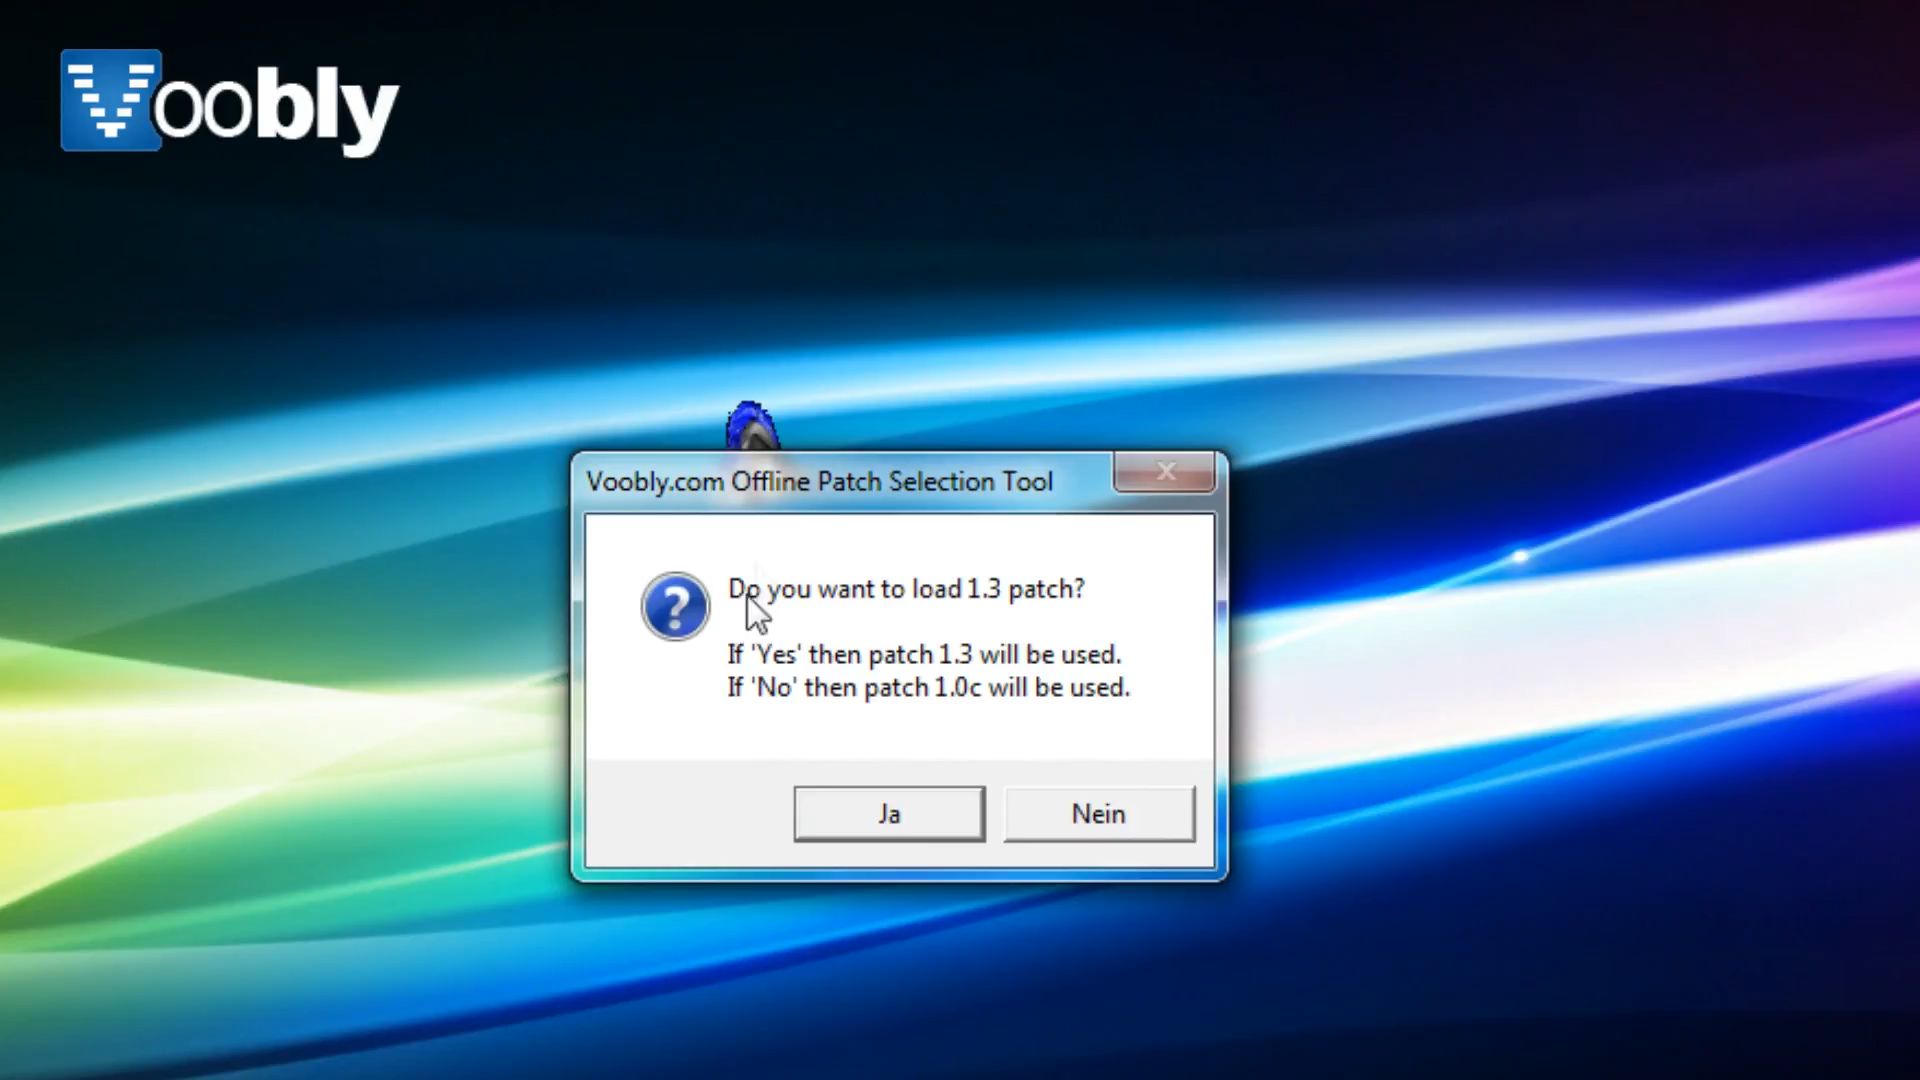 Voobly
Voobly.com Offline Patch Selection Tool
Do you want to load 1.3 patch?
If 'Yes' then patch 1.3 will be used.
If 'No' then patch 1.0c will be used.
Ja
Nein